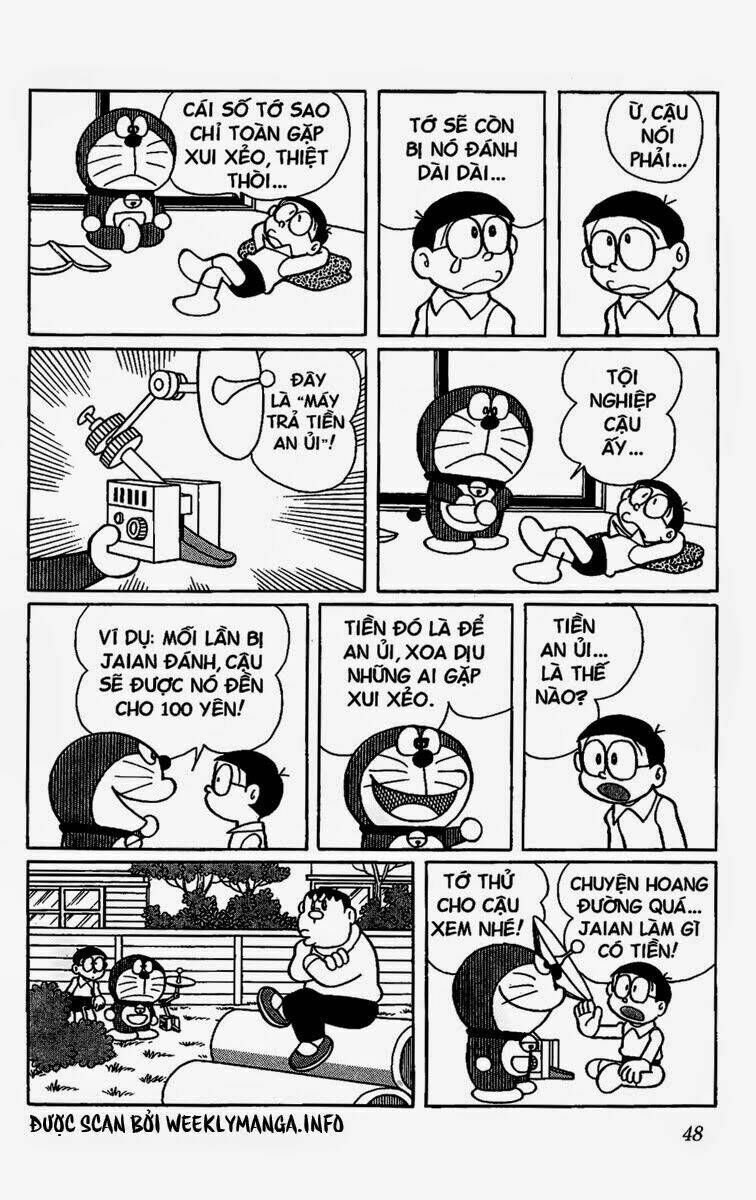 Ừ, CẬU
NÓI
PHẢI...
TỚ SẼ CÒN
BỊ NÓ ĐÁNH
DÀI DÀI...
CÁI SỐ TỚ SAO
CHỈ TOÀN GẶP
XUI XẺO, THIỆT
THÒI...
TỘI
NGHIỆP
CẬU
ẤY...
ĐÂY
LÀ "MÁY
TRẢ TIỀN
AN ỦI"!
TIỀN
AN ỦI...
LÀ THẾ
NÀO?
TIỀN ĐÓ LÀ ĐỂ
AN ỦI, XOA DỊU
NHỮNG AI GẶP
XUI XẺO.
VÍ DỤ: MỖI LẦN BỊ
JAIAN ĐÁNH, CẬU
SẼ ĐƯỢC NÓ ĐỀN
CHO 100 YÊN!
CHUYỆN HOANG
ĐƯỜNG QUÁ...
JAIAN LÀM GÌ
CÓ TIỀN!
TỚ THỬ
CHO CẬU
XEM NHÉ!
ĐƯỢC SCAN BỞI WEEKLYMANGA.INFO
48